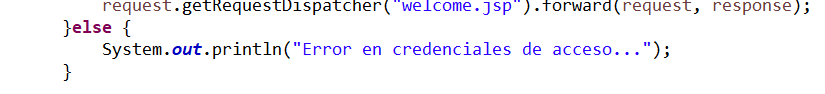 request.getRequestDispatcher("welcome.jsp").forward(request, response);
}else {
System.out.println("Error en credenciales de acceso...");
}